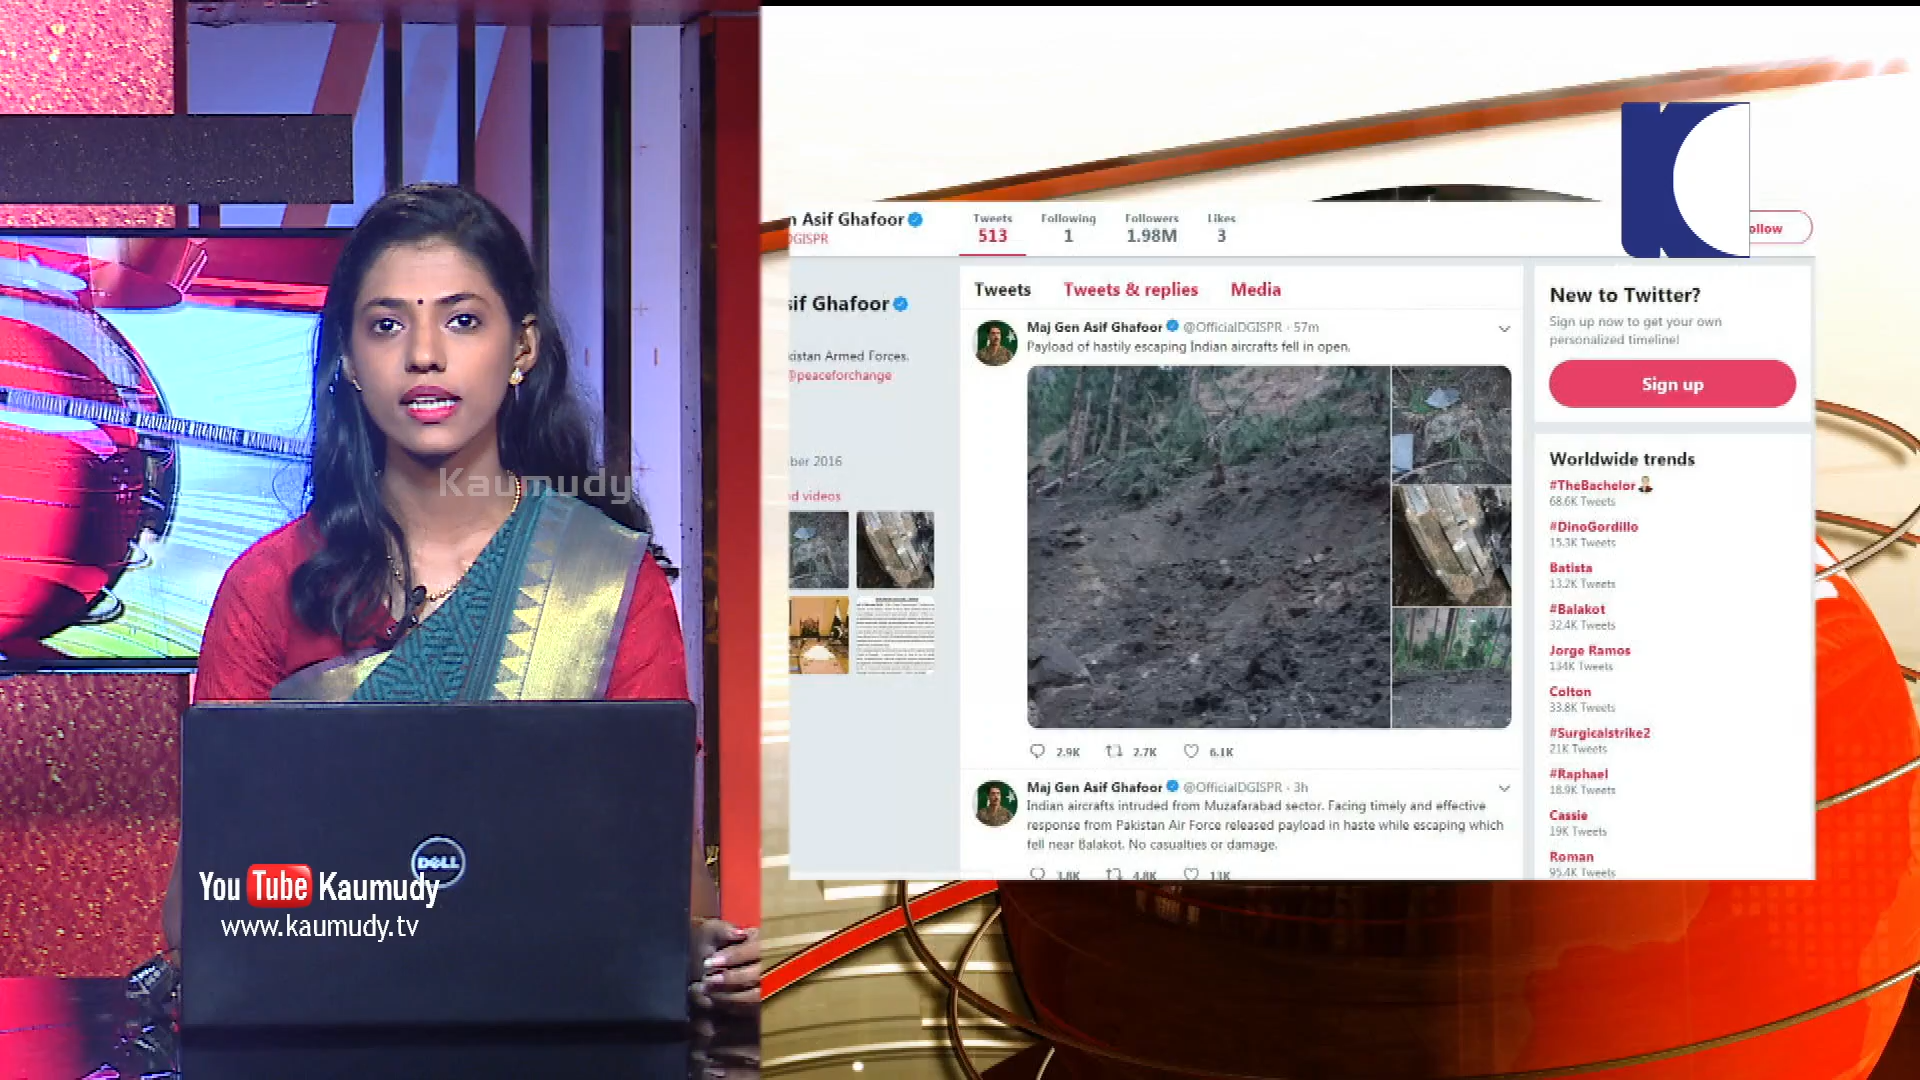 Kaumudy
DELL
You Tube Kaumudy
www.kaumudy.tv
n Asif Ghafoor
DGISPR
Tweets
513
Following
1
Followers
1.98M
Likes
3
ollow
sif Ghafoor
kistan Armed Forces.
@peaceforchange
ber 2016
d videos
Tweets
Tweets & replies
Media
Maj Gen Asif Ghafoor @OfficialDGISPR · 57m
Payload of hastily escaping Indian aircrafts fell in open.
2.9K 2.7K 6.1K
Maj Gen Asif Ghafoor @OfficialDGISPR · 3h
Indian aircrafts intruded from Muzafarabad sector. Facing timely and effective
response from Pakistan Air Force released payload in haste while escaping which
fell near Balakot. No casualties or damage.
3.8K 4.8K 13K
New to Twitter?
Sign up now to get your own
personalized timeline!
Sign up
Worldwide trends
#TheBachelor
68.6K Tweets
#DinoGordillo
15.3K Tweets
Batista
13.2K Tweets
#Balakot
32.4K Tweets
Jorge Ramos
134K Tweets
Colton
33.8K Tweets
#Surgicalstrike2
21K Tweets
#Raphael
18.9K Tweets
Cassie
19K Tweets
Roman
95.4K Tweets